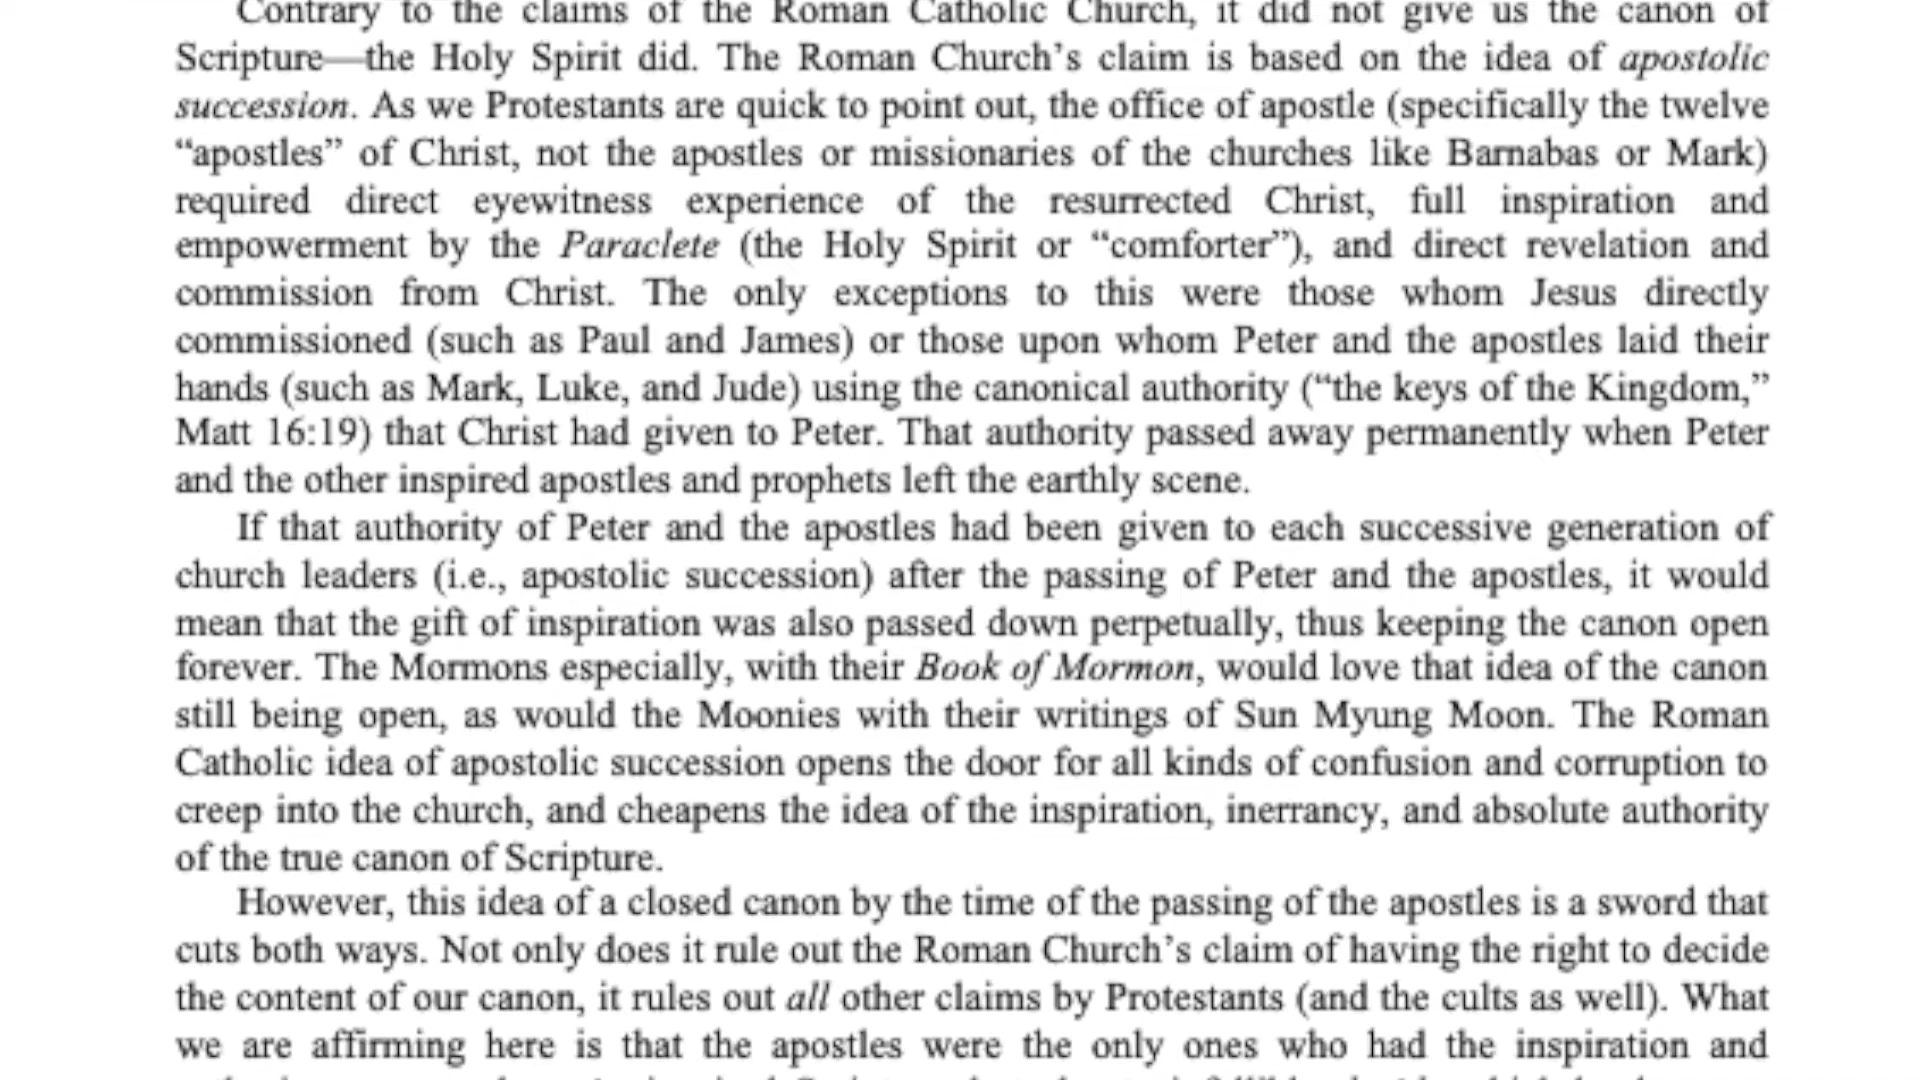 Contrary to the claims of the Roman Catholic Church, it did not give us the canon of
Scripture—the Holy Spirit did. The Roman Church’s claim is based on the idea of apostolic
succession. As we Protestants are quick to point out, the office of apostle (specifically the twelve
“apostles” of Christ, not the apostles or missionaries of the churches like Barnabas or Mark)
required direct eyewitness experience of the resurrected Christ, full inspiration and
empowerment by the Paraclete (the Holy Spirit or “comforter”), and direct revelation and
commission from Christ. The only exceptions to this were those whom Jesus directly
commissioned (such as Paul and James) or those upon whom Peter and the apostles laid their
hands (such as Mark, Luke, and Jude) using the canonical authority (“the keys of the Kingdom,”
Matt 16:19) that Christ had given to Peter. That authority passed away permanently when Peter
and the other inspired apostles and prophets left the earthly scene.
If that authority of Peter and the apostles had been given to each successive generation of
church leaders (i.e., apostolic succession) after the passing of Peter and the apostles, it would
mean that the gift of inspiration was also passed down perpetually, thus keeping the canon open
forever. The Mormons especially, with their Book of Mormon, would love that idea of the canon
still being open, as would the Moonies with their writings of Sun Myung Moon. The Roman
Catholic idea of apostolic succession opens the door for all kinds of confusion and corruption to
creep into the church, and cheapens the idea of the inspiration, inerrancy, and absolute authority
of the true canon of Scripture.
However, this idea of a closed canon by the time of the passing of the apostles is a sword that
cuts both ways. Not only does it rule out the Roman Church’s claim of having the right to decide
the content of our canon, it rules out all other claims by Protestants (and the cults as well). What
we are affirming here is that the apostles were the only ones who had the inspiration and